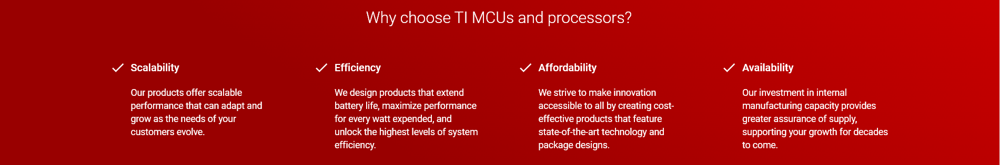 Why choose TI MCUs and processors?
Scalability
Our products offer scalable
performance that can adapt and
grow as the needs of your
customers evolve.
Efficiency
We design products that extend
battery life, maximize performance
for every watt expended, and
unlock the highest levels of system
efficiency.
Affordability
We strive to make innovation
accessible to all by creating cost-
effective products that feature
state-of-the-art technology and
package designs.
Availability
Our investment in internal
manufacturing capacity provides
greater assurance of supply,
supporting your growth for decades
to come.